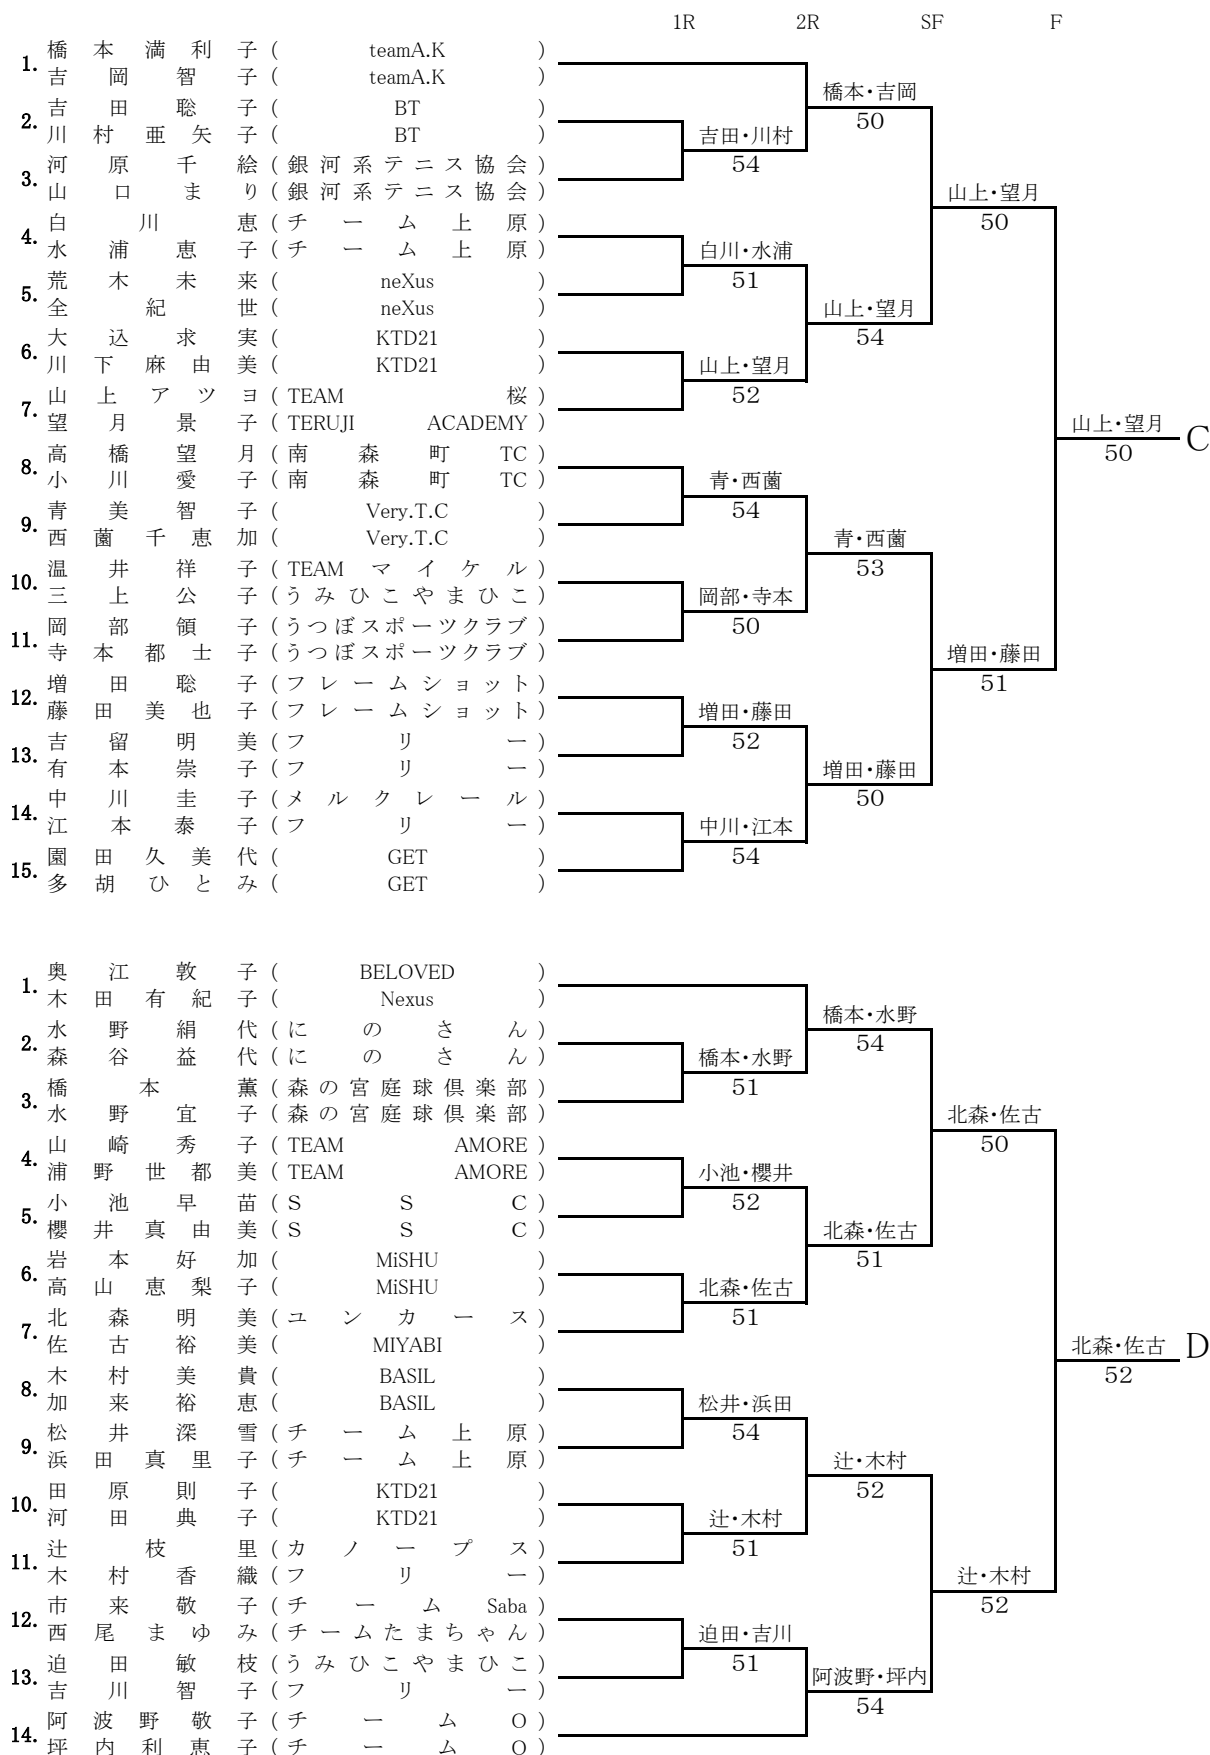 1R 2R SF F
橋本満利子(teamA.K)
1.
吉岡智子(teamA.K)
橋本・吉岡
50
吉田聡子(BT)
2.
川村亜矢子(BT)
吉田・川村
54
河原千絵(銀河系テニス協会)
3.
山口まり(銀河系テニス協会)
山上・望月
50
白川恵(チーム上原)
4.
水浦恵子(チーム上原)
白川・水浦
51
荒木未来(neXus)
5.
全紀世(neXus)
山上・望月
54
大込求実(KTD21)
6.
川下麻由美(KTD21)
山上・望月
52
山上アツヨ(TEAM 桜)
7.
望月景子(TERUJI ACADEMY)
山上・望月 C
50
高橋望月(南森町TC)
8.
小川愛子(南森町TC)
青・西薗
54
青美智子(Very.T.C)
9.
西薗千恵加(Very.T.C)
青・西薗
53
温井祥子(TEAM マイケル)
10.
三上公子(うみひこやまひこ)
岡部・寺本
50
岡部領子(うつぼスポーツクラブ)
11.
寺本都士子(うつぼスポーツクラブ)
増田・藤田
51
増田聡子(フレームショット)
12.
藤田美也子(フレームショット)
増田・藤田
52
吉留明美(フリー)
13.
有本崇子(フリー)
増田・藤田
50
中川圭子(メルクレール)
14.
江本泰子(フリー)
中川・江本
54
園田久美代(GET)
15.
多胡ひとみ(GET)
奥江敦子(BELOVED)
1.
木田有紀子(Nexus)
橋本・水野
54
水野絹代(にのさん)
2.
森谷益代(にのさん)
橋本・水野
51
橋本薫(森の宮庭球倶楽部)
3.
水野宜子(森の宮庭球倶楽部)
北森・佐古
50
山崎秀子(TEAM AMORE)
4.
浦野世都美(TEAM AMORE)
小池・櫻井
52
小池早苗(SSC)
5.
櫻井真由美(SSC)
北森・佐古
51
岩本好加(MiSHU)
6.
高山恵梨子(MiSHU)
北森・佐古
51
北森明美(ユンカース)
7.
佐古裕美(MIYABI)
北森・佐古 D
52
木村美貴(BASIL)
8.
加来裕恵(BASIL)
松井・浜田
54
松井深雪(チーム上原)
9.
浜田真里子(チーム上原)
辻・木村
52
田原則子(KTD21)
10.
河田典子(KTD21)
辻・木村
51
辻枝里(カノープス)
11.
木村香織(フリー)
辻・木村
52
市来敬子(チームSaba)
12.
西尾まゆみ(チームたまちゃん)
迫田・吉川
51
迫田敏枝(うみひこやまひこ)
13.
吉川智子(フリー)
阿波野・坪内
54
阿波野敬子(チームO)
14.
坪内利恵子(チームO)